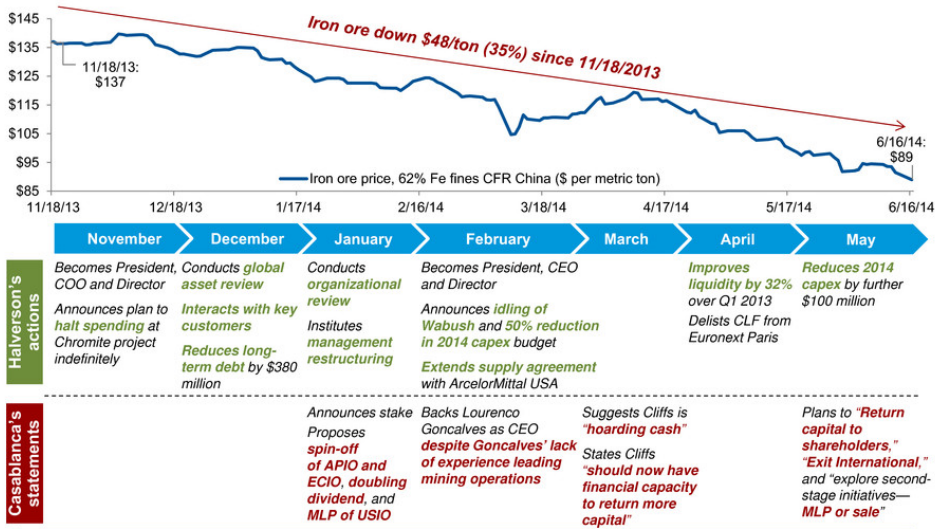 $145
$135
$125
$115
$105
$95
$85
Iron ore down $48/ton (35%) since 11/18/2013
11/18/13:
$137
6/16/14:
$89
Iron ore price, 62% Fe fines CFR China ($ per metric ton)
11/18/13 12/18/13 1/17/14 2/16/14 3/18/14 4/17/14 5/17/14 6/16/14
November December January February March April May
Halverson's
actions
Becomes President,
COO and Director
Announces plan to
halt spending at
Chromite project
indefinitely
Conducts global
asset review
Interacts with key
customers
Reduces long-
term debt by $380
million
Conducts
organizational
review
Institutes
management
restructuring
Becomes President, CEO
and Director
Announces idling of
Wabush and 50% reduction
in 2014 capex budget
Extends supply agreement
with ArcelorMittal USA
Improves
liquidity by 32%
over Q1 2013
Delists CLF from
Euronext Paris
Reduces 2014
capex by further
$100 million
Casablanca's
statements
Announces stake
Proposes
spin-off
of APIO and
ECIO, doubling
dividend, and
MLP of USIO
Backs Lourenco
Goncalves as CEO
despite Goncalves' lack
of experience leading
mining operations
Suggests Cliffs is
"hoarding cash"
States Cliffs
"should now have
financial capacity
to return more
capital"
Plans to "Return
capital to
shareholders,"
"Exit International,"
and "explore second-
stage initiatives—
MLP or sale"